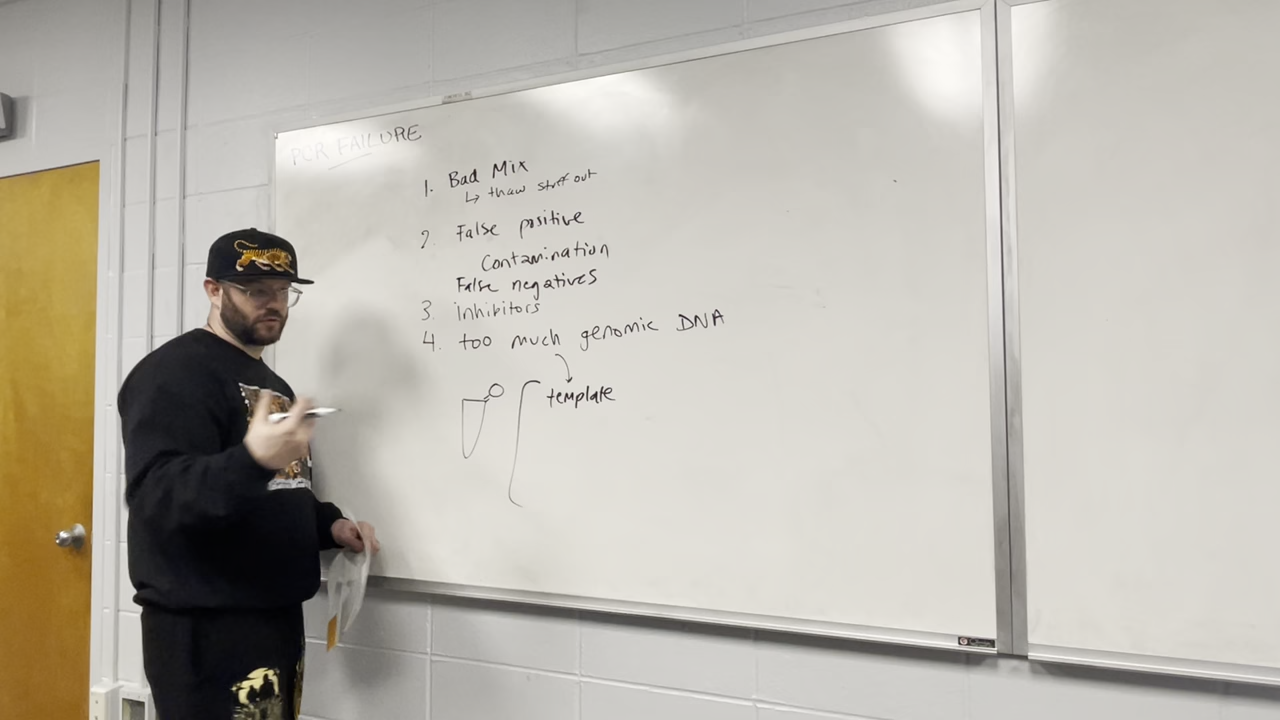 PCR FAILURE
1. Bad Mix
↳ thaw stuff out
2. False positive
Contamination
False negatives
3. inhibitors
4. too much genomic DNA
template